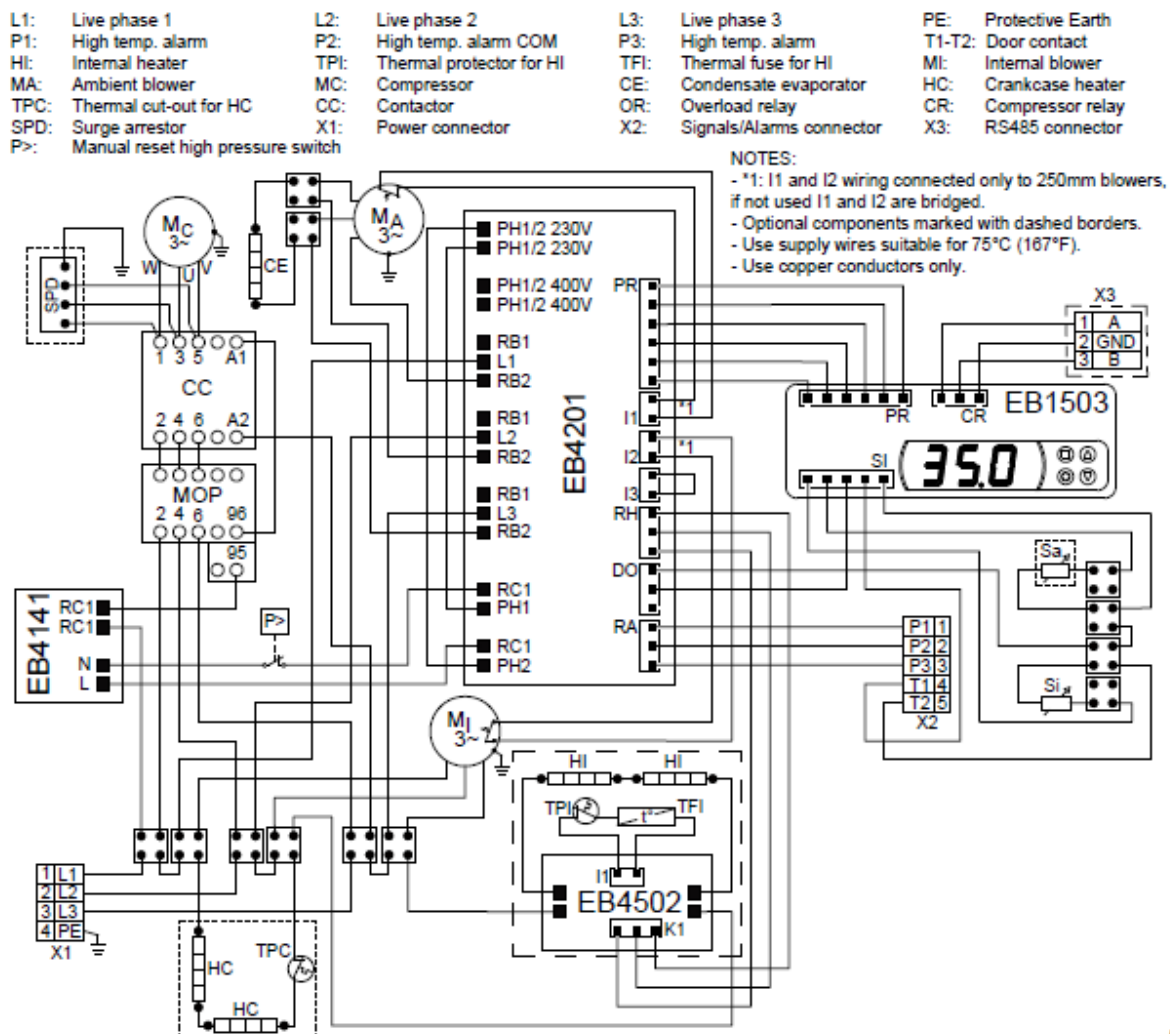 L1: Live phase 1 L2: Live phase 2 L3: Live phase 3 PE: Protective Earth
P1: High temp. alarm P2: High temp. alarm COM P3: High temp. alarm T1-T2: Door contact
HI: Internal heater TPI: Thermal protector for HI TFI: Thermal fuse for HI MI: Internal blower
MA: Ambient blower MC: Compressor CE: Condensate evaporator HC: Crankcase heater
TPC: Thermal cut-out for HC CC: Contactor OR: Overload relay CR: Compressor relay
SPD: Surge arrestor X1: Power connector X2: Signals/Alarms connector X3: RS485 connector
P>: Manual reset high pressure switch
NOTES:
- *1: I1 and I2 wiring connected only to 250mm blowers,
if not used I1 and I2 are bridged.
- Optional components marked with dashed borders.
- Use supply wires suitable for 75°C (167°F).
- Use copper conductors only.
MC
3~
W U V
SPD
CE
MA
3~
1 3 5 A1
CC
2 4 6 A2
MOP
2 4 6 96
95
EB4141
RC1
RC1
N
L
P>
EB4201
PH1/2 230V
PH1/2 230V
PH1/2 400V
PH1/2 400V
RB1
L1
RB2
RB1
L2
RB2
RB1
L3
RB2
RC1
PH1
RC1
PH2
PR
I1
*1
I2
*1
I3
RH
DO
RA
X3
1 A
2 GND
3 B
EB1503
PR
CR
SI
35.0
Sa
Si
P1 1
P2 2
P3 3
T1 4
T2 5
X2
MI
3~
HI
HI
TPI
t°
TFI
I1
EB4502
K1
1 L1
2 L2
3 L3
4 PE
X1
TPC
HC
HC